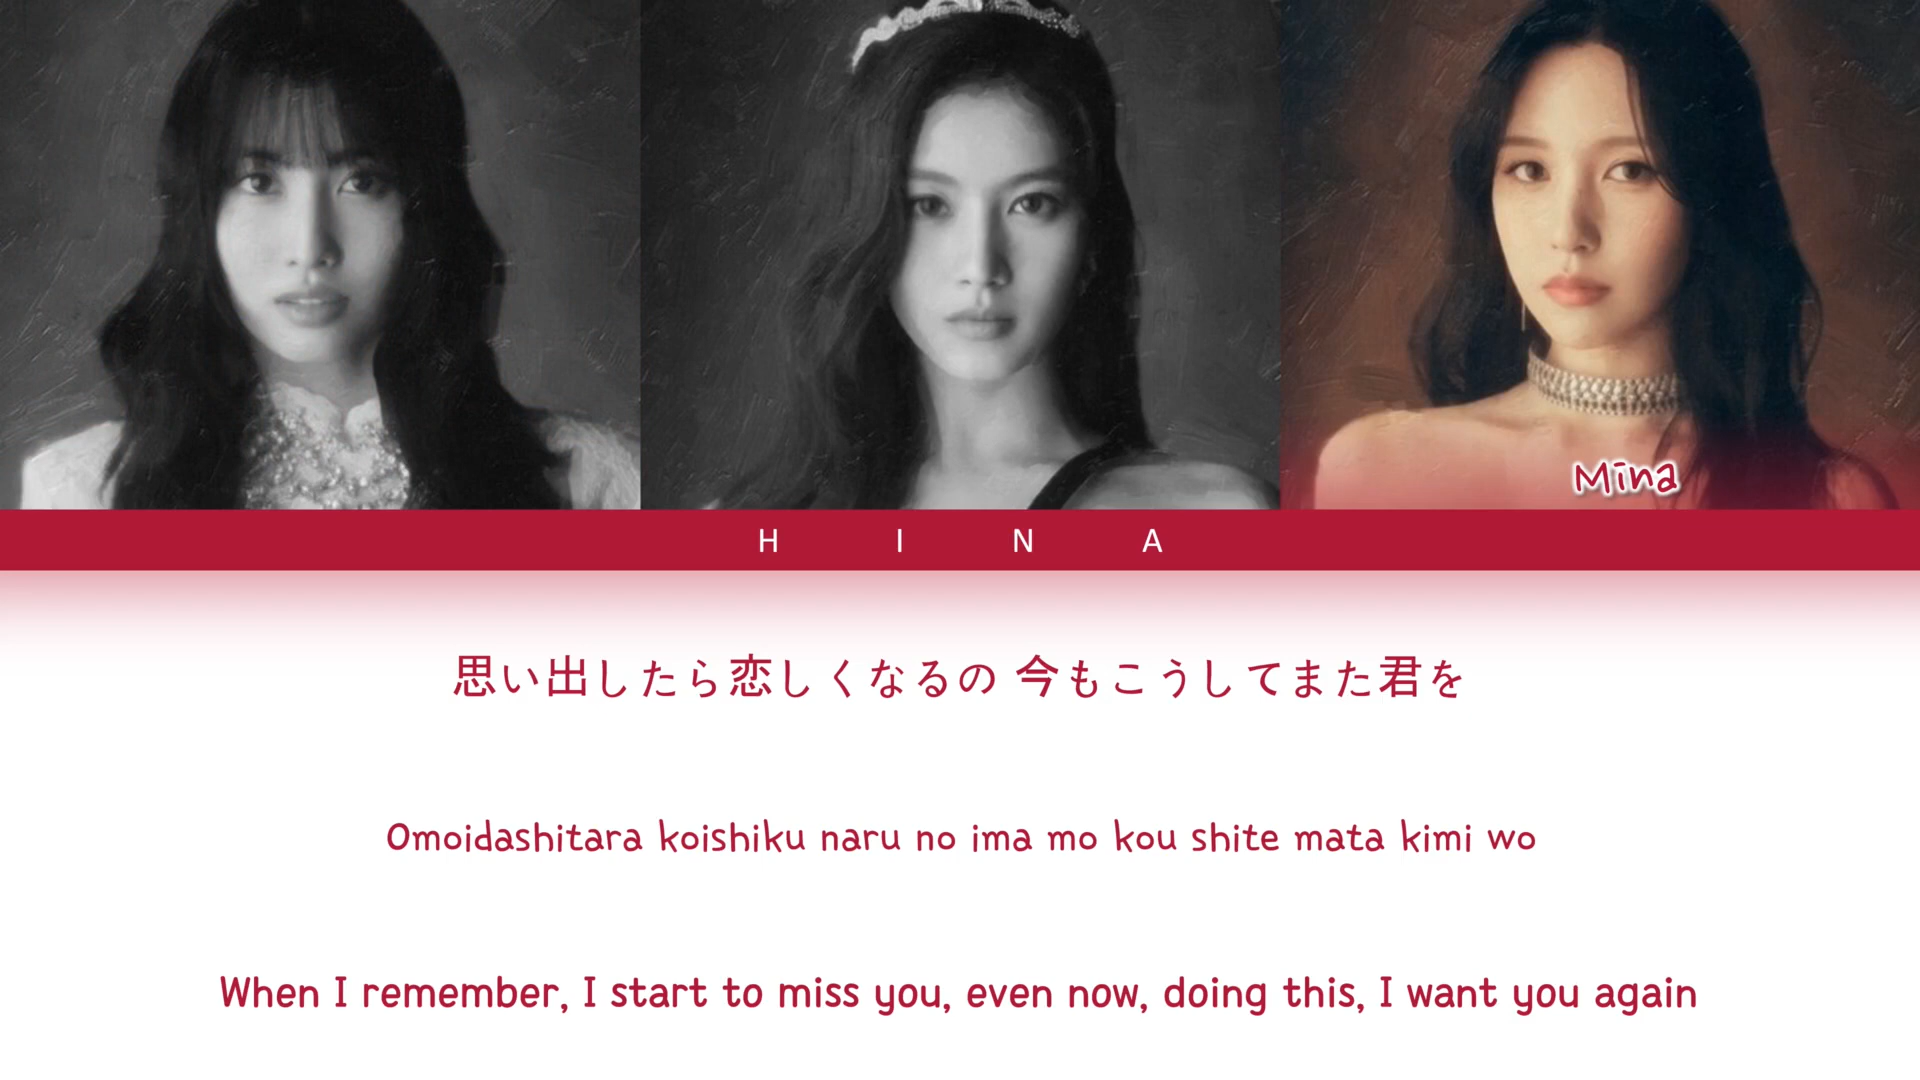 Mina
H I N A
思い出したら恋しくなるの 今もこうしてまた君を
Omoidashitara koishiku naru no ima mo kou shite mata kimi wo
When I remember, I start to miss you, even now, doing this, I want you again